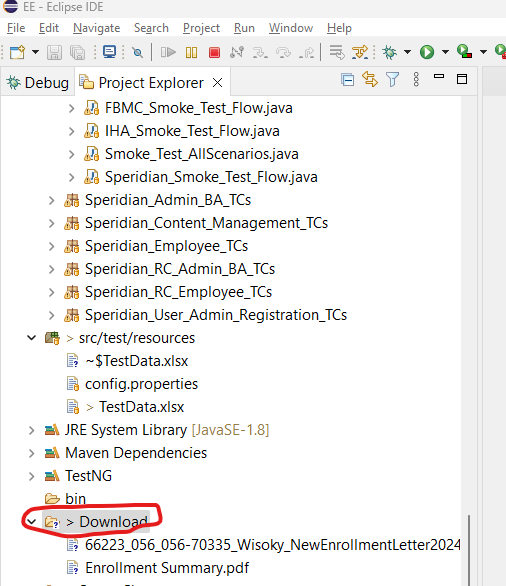 EE - Eclipse IDE
File Edit Navigate Search Project Run Window Help
Debug Project Explorer
FBMC_Smoke_Test_Flow.java
IHA_Smoke_Test_Flow.java
Smoke_Test_AllScenarios.java
Speridian_Smoke_Test_Flow.java
Speridian_Admin_BA_TCs
Speridian_Content_Management_TCs
Speridian_Employee_TCs
Speridian_RC_Admin_BA_TCs
Speridian_RC_Employee_TCs
Speridian_User_Admin_Registration_TCs
> src/test/resources
~$TestData.xlsx
config.properties
> TestData.xlsx
JRE System Library [JavaSE-1.8]
Maven Dependencies
TestNG
bin
> Download
66223_056_056-70335_Wisoky_NewEnrollmentLetter2024
Enrollment Summary.pdf